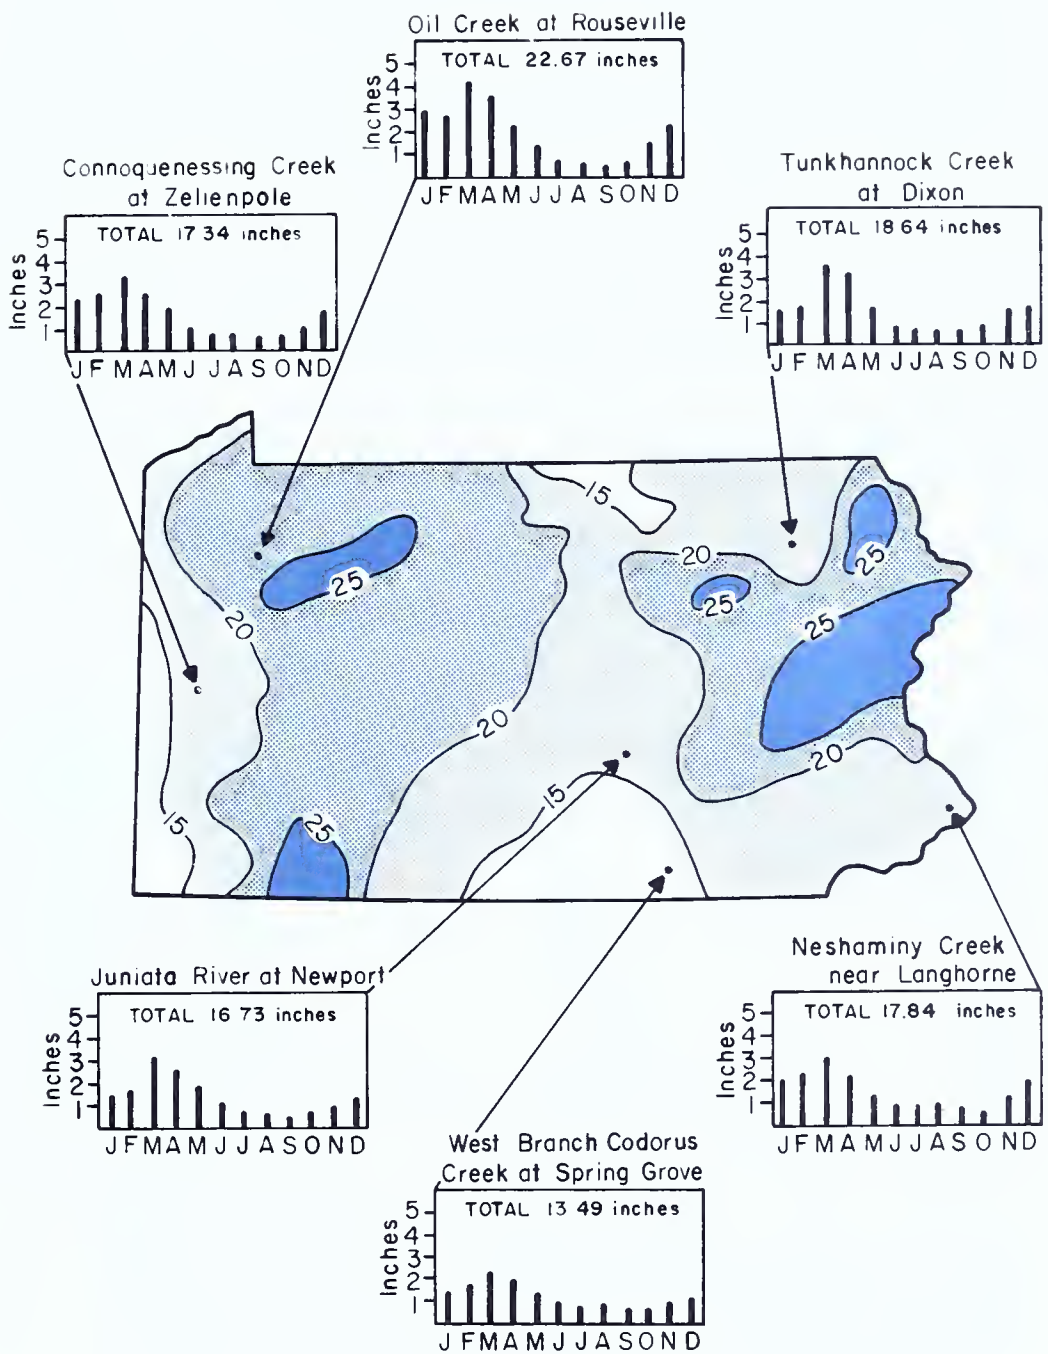 Oil Creek at Rouseville
TOTAL 22.67 inches
Inches
5
4
3
2
1
J F M A M J J A S O N D
Connoquenessing Creek
at Zelienpole
TOTAL 17 34 inches
Inches
5
4
3
2
1
J F M A M J J A S O N D
Tunkhannock Creek
at Dixon
TOTAL 18 64 inches
Inches
5
4
3
2
1
J F M A M J J A S O N D
15
20
25
25
25
20
25
20
20
15
15
25
Juniata River at Newport
TOTAL 16 73 inches
Inches
5
4
3
2
1
J F M A M J J A S O N D
Neshaminy Creek
near Langhorne
TOTAL 17.84 inches
Inches
5
4
3
2
1
J F M A M J J A S O N D
West Branch Codorus
Creek at Spring Grove
TOTAL 13 49 inches
Inches
5
4
3
2
1
J F M A M J J A S O N D